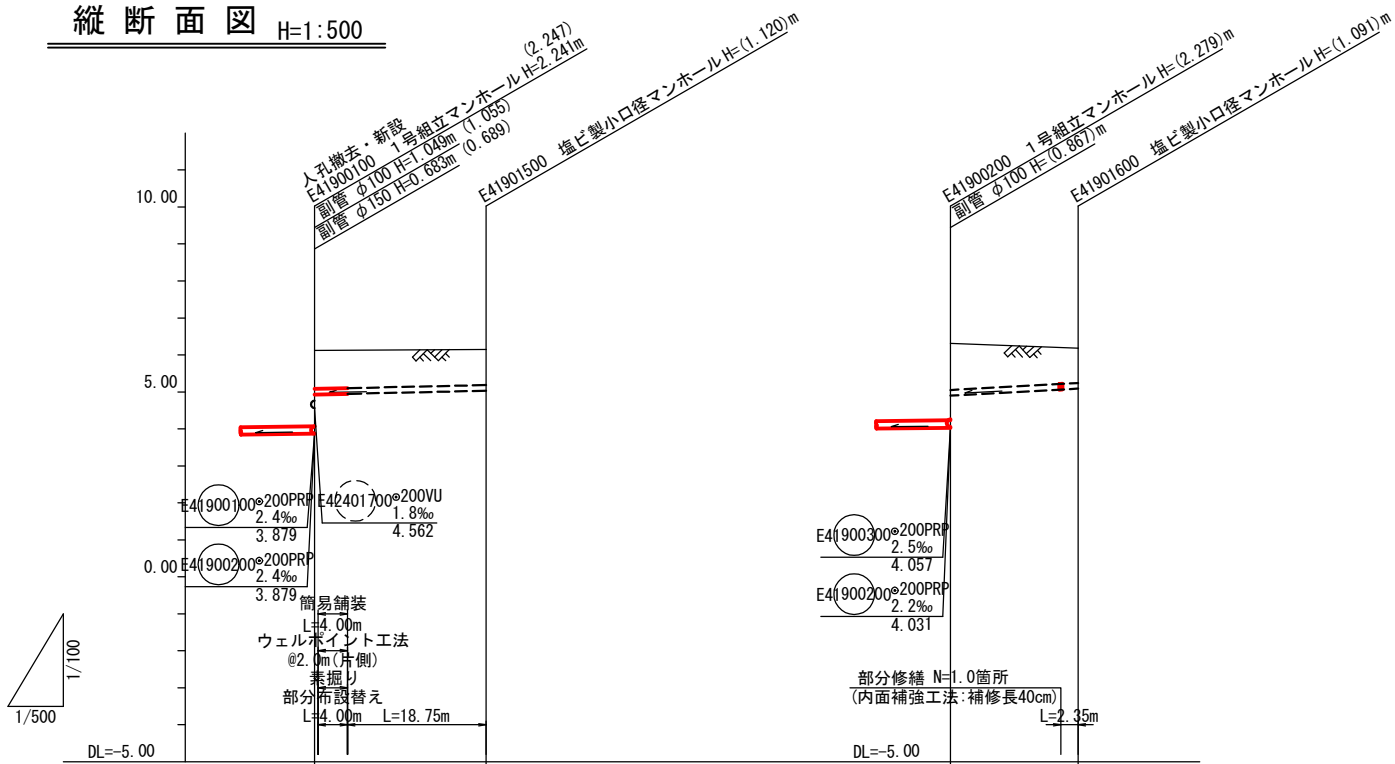 縦断面図 H=1:500
人孔撤去・新設
(2.247)
E41900100 1号組立マンホール H=2.241m
副管 φ100 H=1.049m (1.055)
副管 φ150 H=0.683m (0.689)
E41901500 塩ビ製小口径マンホール H=(1.120)m
E41900200 1号組立マンホール H=(2.279)m
副管 φ100 H=(0.867)m
E41901600 塩ビ製小口径マンホール H=(1.091)m
10.00
5.00
0.00
DL=-5.00
E41900100 ⊙200PRP
2.4‰
3.879
E41900200 ⊙200PRP
2.4‰
3.879
E42401700 ⊙200VU
1.8‰
4.562
簡易舗装
L=4.00m
ウェルポイント工法
@2.0m(片側)
素掘り
部分布設替え
L=4.00m L=18.75m
1/100
1/500
E41900300 ⊙200PRP
2.5‰
4.057
E41900200 ⊙200PRP
2.2‰
4.031
部分修繕 N=1.0箇所
(内面補強工法:補修長40cm)
L=2.35m
DL=-5.00